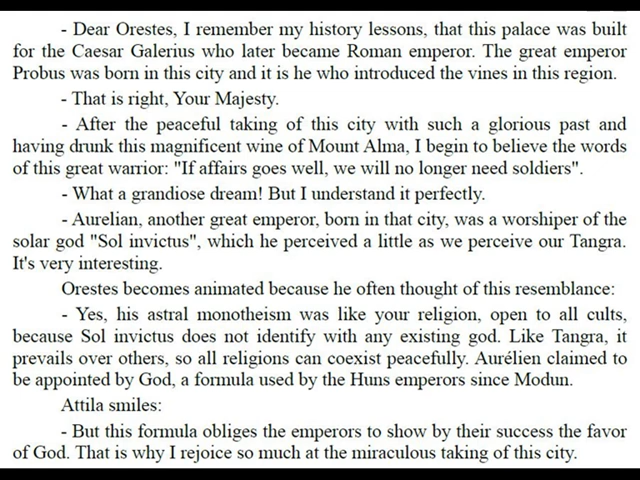 - Dear Orestes, I remember my history lessons, that this palace was built
for the Caesar Galerius who later became Roman emperor. The great emperor
Probus was born in this city and it is he who introduced the vines in this region.
- That is right, Your Majesty.
- After the peaceful taking of this city with such a glorious past and
having drunk this magnificent wine of Mount Alma, I begin to believe the words
of this great warrior: "If affairs goes well, we will no longer need soldiers".
- What a grandiose dream! But I understand it perfectly.
- Aurelian, another great emperor, born in that city, was a worshiper of the
solar god "Sol invictus", which he perceived a little as we perceive our Tangra.
It's very interesting.
Orestes becomes animated because he often thought of this resemblance:
- Yes, his astral monotheism was like your religion, open to all cults,
because Sol invictus does not identify with any existing god. Like Tangra, it
prevails over others, so all religions can coexist peacefully. Aurélien claimed to
be appointed by God, a formula used by the Huns emperors since Modun.
Attila smiles:
- But this formula obliges the emperors to show by their success the favor
of God. That is why I rejoice so much at the miraculous taking of this city.